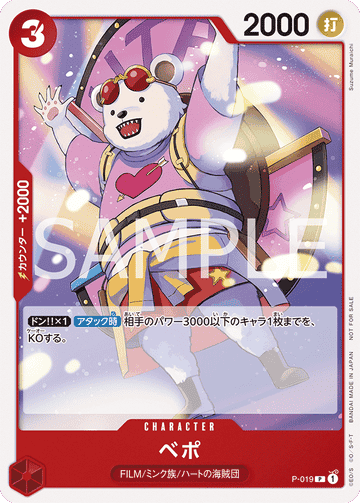 3
2000
打
Suzume Muraichi
カウンター +2000
SAMPLE
ドン!!×1 アタック時 相手のパワー3000以下のキャラ1枚までを、
KOする。
CHARACTER
ベポ
FILM/ミンク族/ハートの海賊団
P-019 P 1
BANDAI MADE IN JAPAN NOT FOR SALE
©E.O/S. ©O./S・F・T